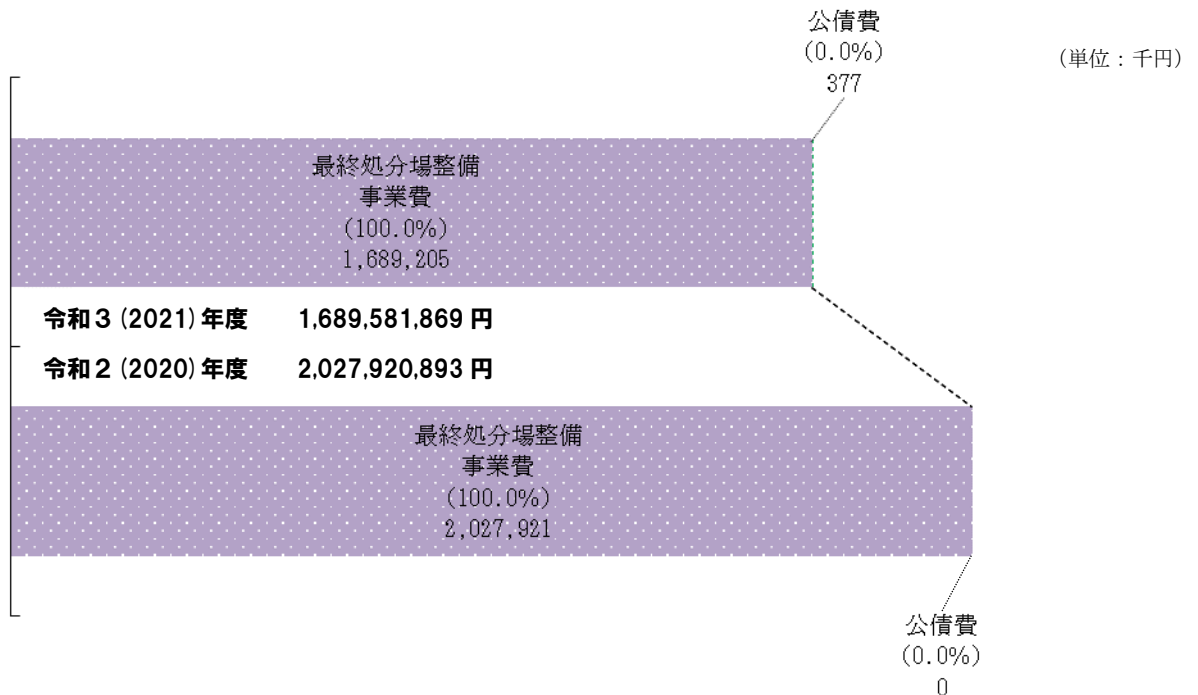 公債費
(0.0%)
377
(単位：千円)
最終処分場整備
事業費
(100.0%)
1,689,205
令和３(2021)年度 1,689,581,869 円
令和２(2020)年度 2,027,920,893 円
最終処分場整備
事業費
(100.0%)
2,027,921
公債費
(0.0%)
0